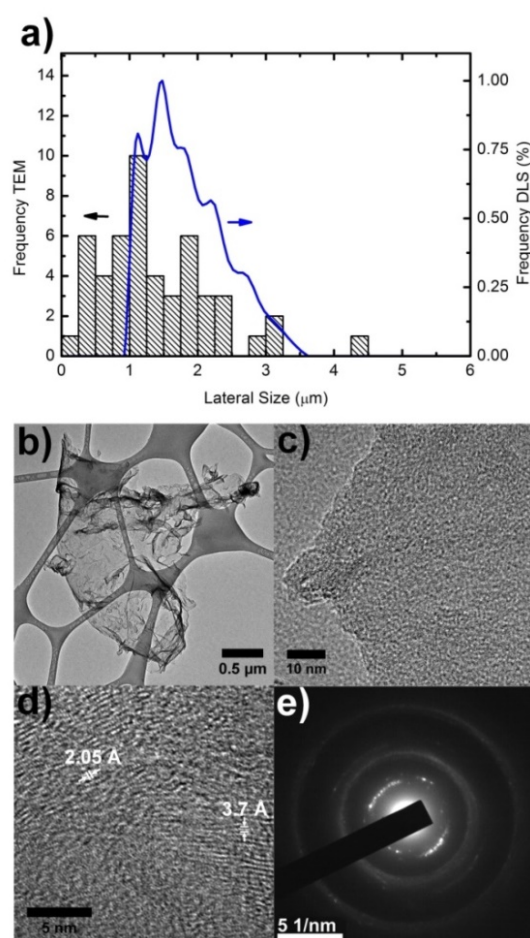 a)
14
12
10
8
6
4
2
0
Frequency TEM
1.00
0.75
0.50
0.25
0.00
Frequency DLS (%)
0 1 2 3 4 5 6
Lateral Size (μm)
b)
0.5 μm
c)
10 nm
d)
2.05 A
3.7 A
5 nm
e)
5 1/nm